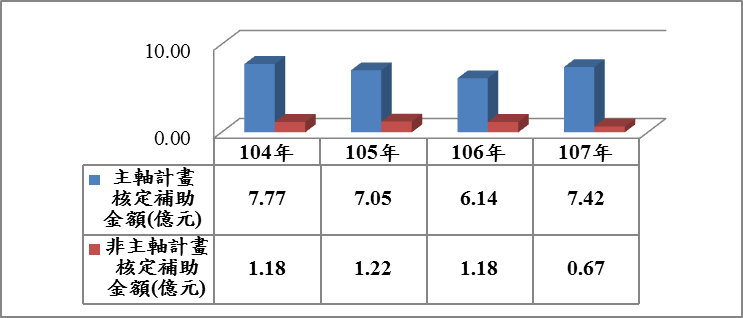 10.00
0.00
104年 105年 106年 107年
主軸計畫
核定補助
金額(億元)
7.77 7.05 6.14 7.42
非主軸計畫
核定補助
金額(億元)
1.18 1.22 1.18 0.67